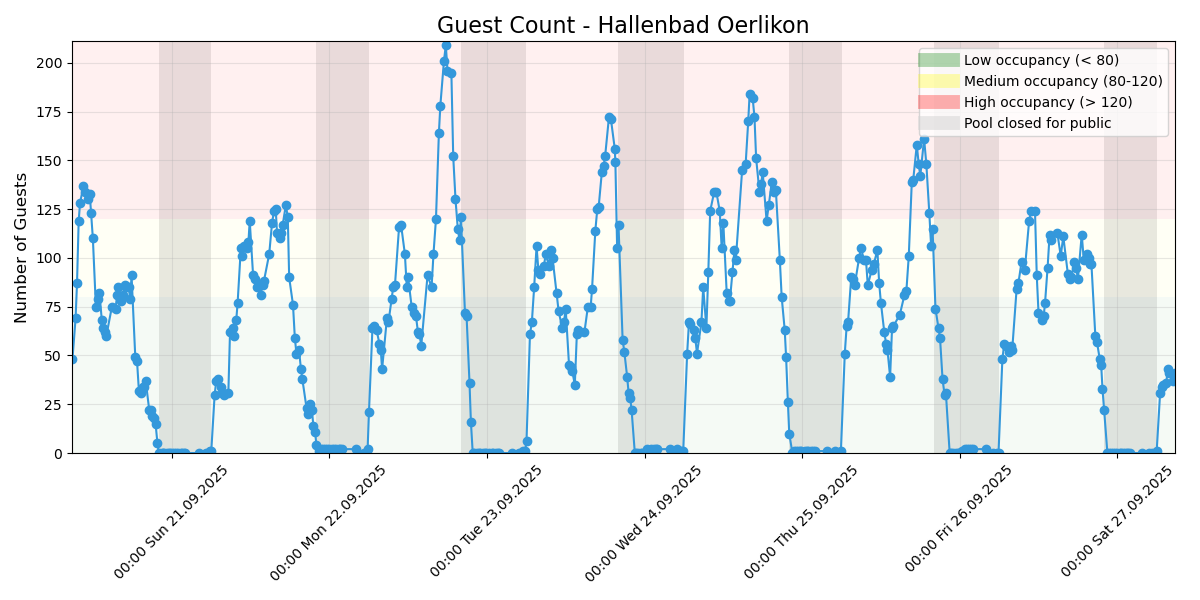 Guest Count - Hallenbad Oerlikon
Low occupancy (< 80)
Medium occupancy (80-120)
High occupancy (> 120)
Pool closed for public
Number of Guests
200
175
150
125
100
75
50
25
0
00:00 Sun 21.09.2025
00:00 Mon 22.09.2025
00:00 Tue 23.09.2025
00:00 Wed 24.09.2025
00:00 Thu 25.09.2025
00:00 Fri 26.09.2025
00:00 Sat 27.09.2025